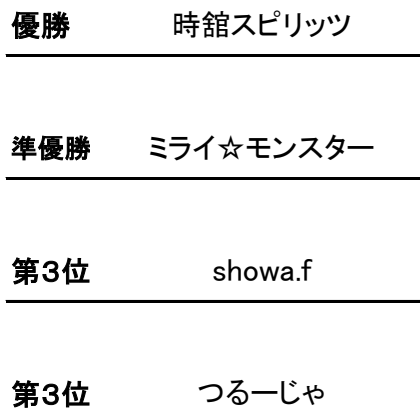 優勝 時舘スピリッツ
準優勝 ミライ☆モンスター
第3位 showa.f
第3位 つるーじゃ